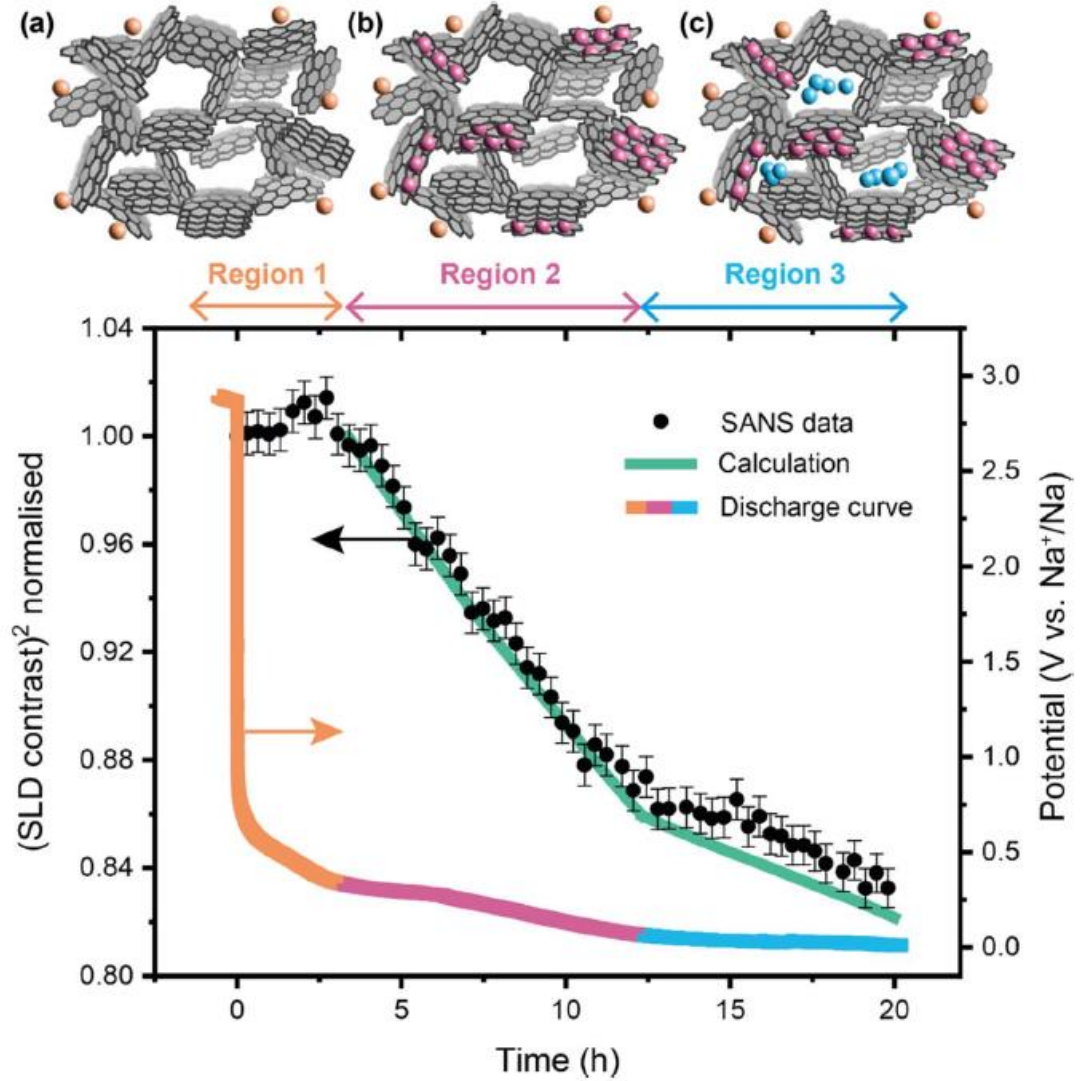 (a)
(b)
(c)
Region 1
Region 2
Region 3
1.04
1.00
0.96
0.92
0.88
0.84
0.80
(SLD contrast)² normalised
SANS data
Calculation
Discharge curve
3.0
2.5
2.0
1.5
1.0
0.5
0.0
Potential (V vs. Na⁺/Na)
0
5
10
15
20
Time (h)